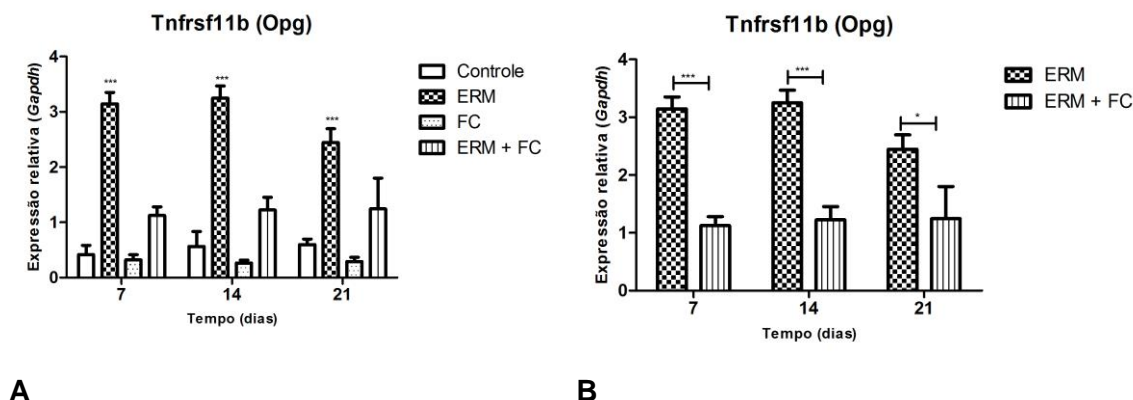 Tnfrsf11b (Opg)
Expressão relativa (Gapdh)
4
3
2
1
0
***
***
***
7
14
21
Tempo (dias)
Controle
ERM
FC
ERM + FC
A
Tnfrsf11b (Opg)
Expressão relativa (Gapdh)
4
3
2
1
0
***
***
*
7
14
21
Tempo (dias)
ERM
ERM + FC
B